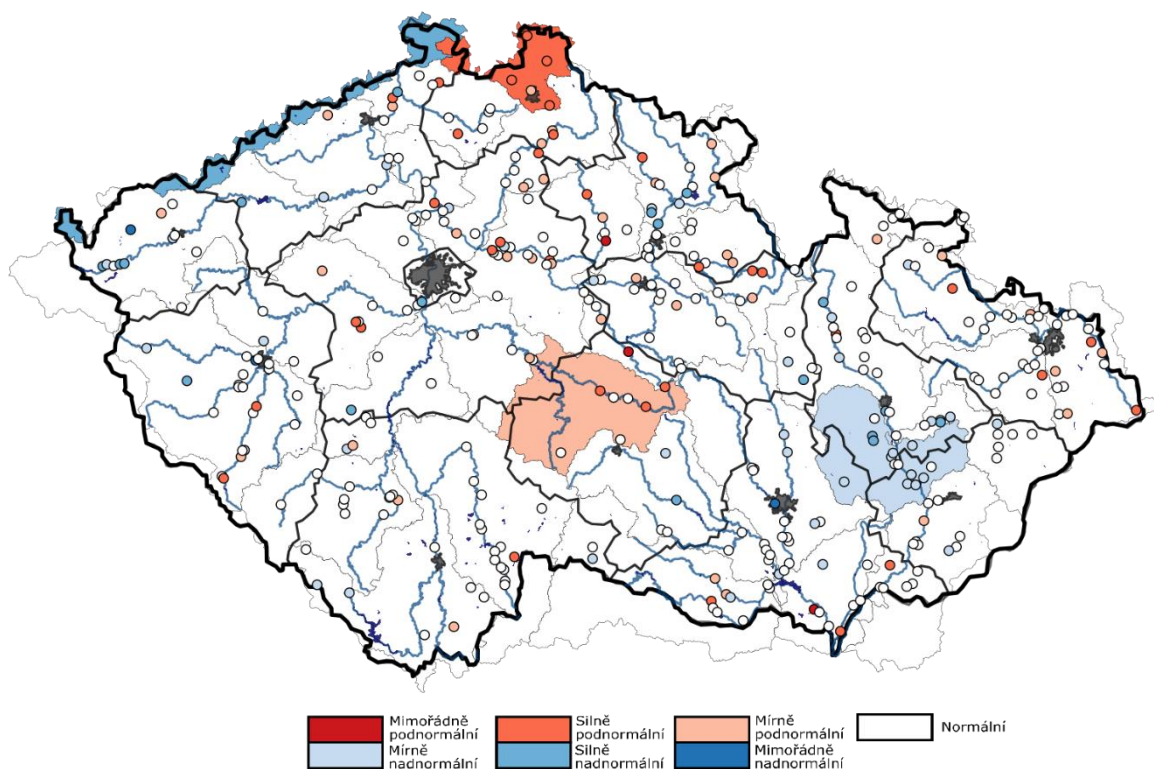 Mimořádně
podnormální
Silně
podnormální
Mírně
podnormální
Normální
Mírně
nadnormální
Silně
nadnormální
Mimořádně
nadnormální